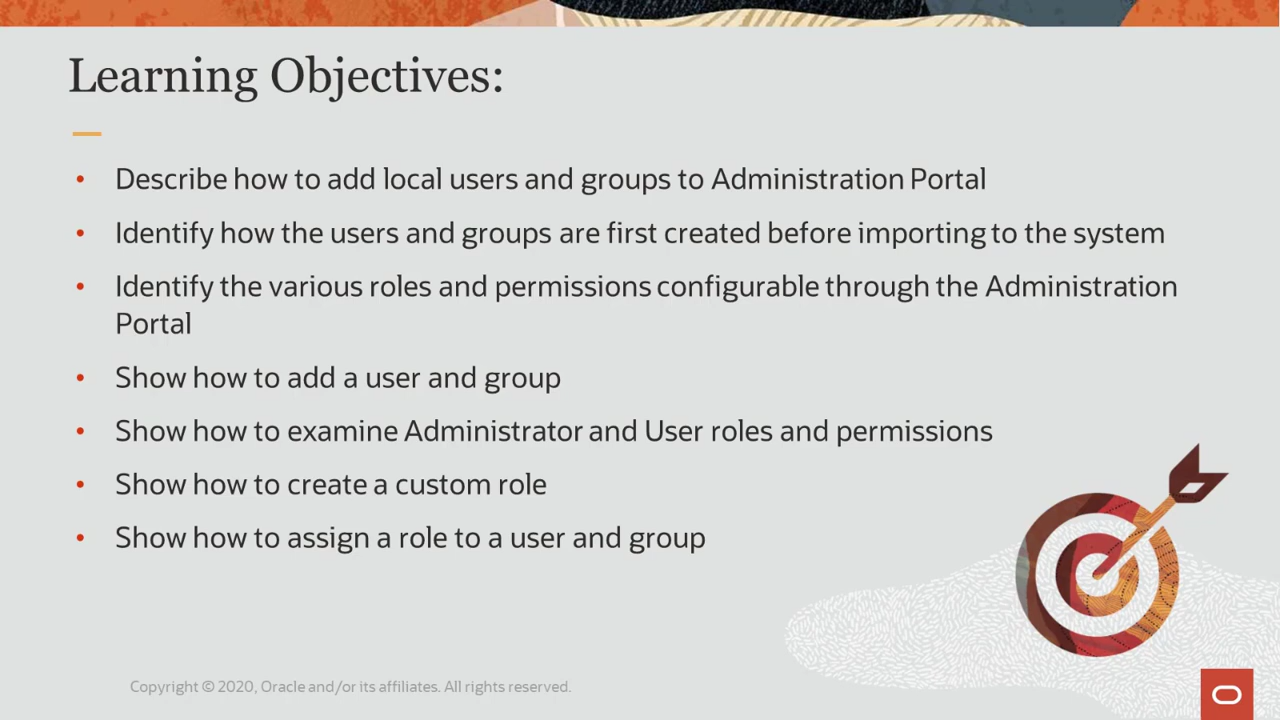 Learning Objectives:
• Describe how to add local users and groups to Administration Portal
• Identify how the users and groups are first created before importing to the system
• Identify the various roles and permissions configurable through the Administration
Portal
• Show how to add a user and group
• Show how to examine Administrator and User roles and permissions
• Show how to create a custom role
• Show how to assign a role to a user and group
Copyright © 2020, Oracle and/or its affiliates. All rights reserved.